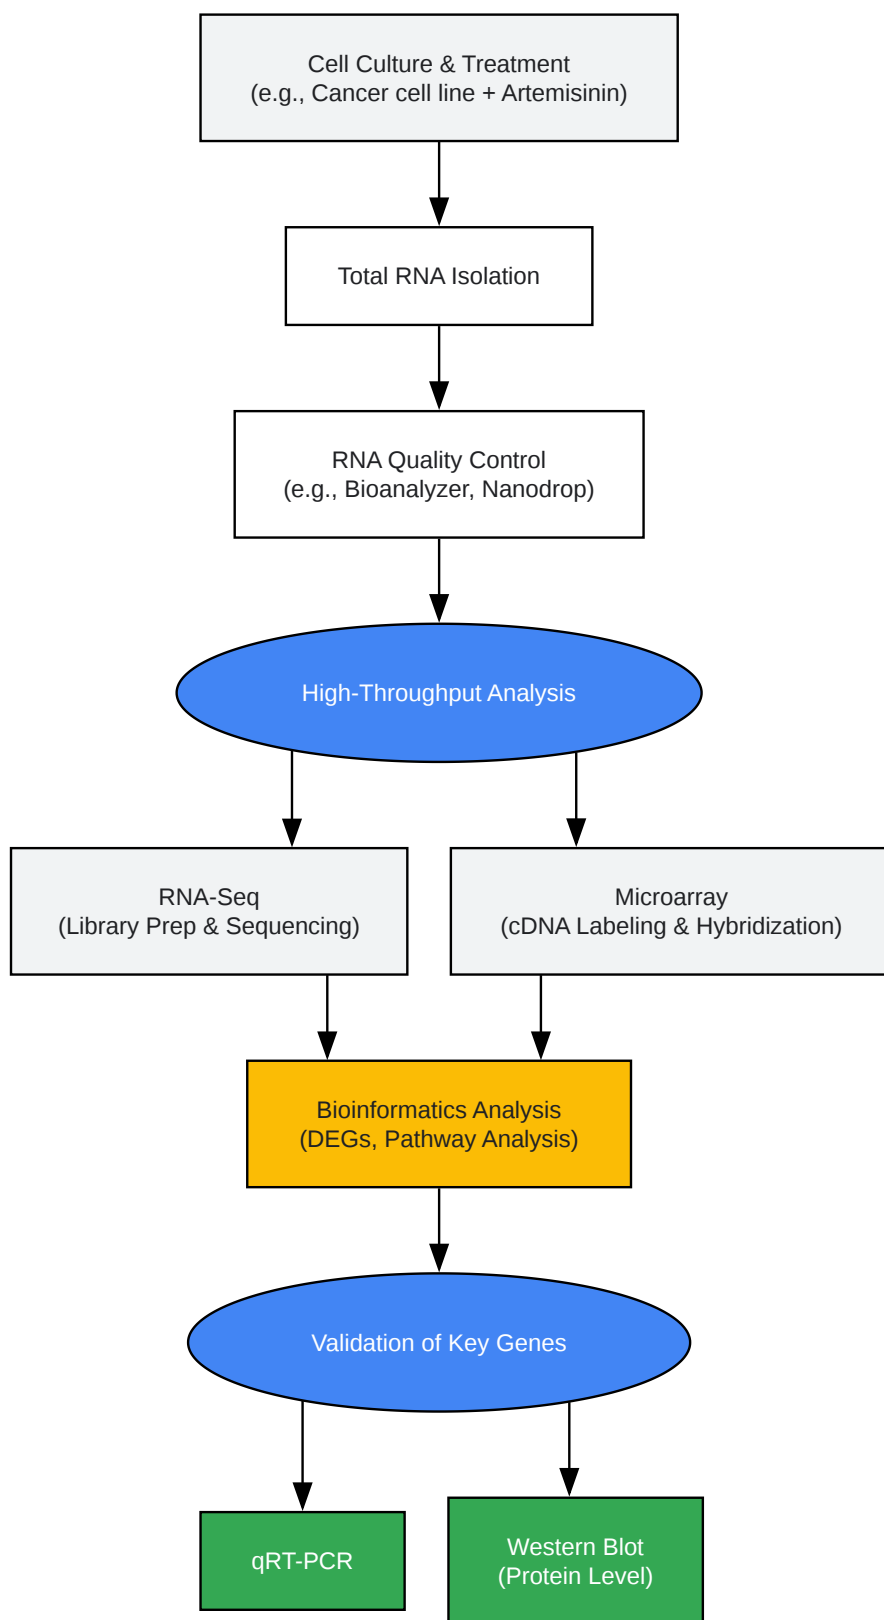 Cell Culture & Treatment
(e.g., Cancer cell line + Artemisinin)
Total RNA Isolation
RNA Quality Control
(e.g., Bioanalyzer, Nanodrop)
High-Throughput Analysis
RNA-Seq
(Library Prep & Sequencing)
Microarray
(cDNA Labeling & Hybridization)
Bioinformatics Analysis
(DEGs, Pathway Analysis)
Validation of Key Genes
qRT-PCR
Western Blot
(Protein Level)